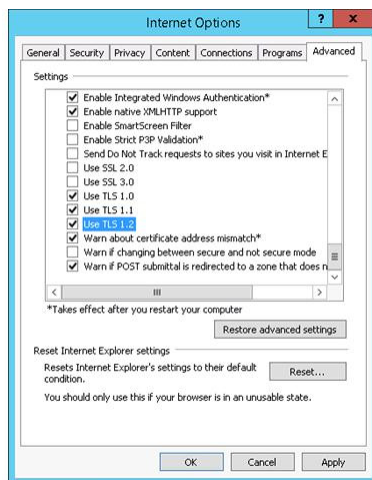 Internet Options
? x
General Security Privacy Content Connections Programs Advanced
Settings
Enable Integrated Windows Authentication*
Enable native XMLHTTP support
Enable SmartScreen Filter
Enable Strict P3P Validation*
Send Do Not Track requests to sites you visit in Internet E
Use SSL 2.0
Use SSL 3.0
Use TLS 1.0
Use TLS 1.1
Use TLS 1.2
Warn about certificate address mismatch*
Warn if changing between secure and not secure mode
Warn if POST submittal is redirected to a zone that does n
*Takes effect after you restart your computer
Restore advanced settings
Reset Internet Explorer settings
Resets Internet Explorer's settings to their default
condition.
Reset...
You should only use this if your browser is in an unusable state.
OK Cancel Apply